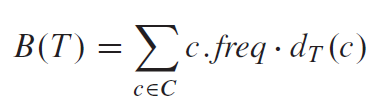 B(T) = ∑ c.freq · d_T(c)
c∈C